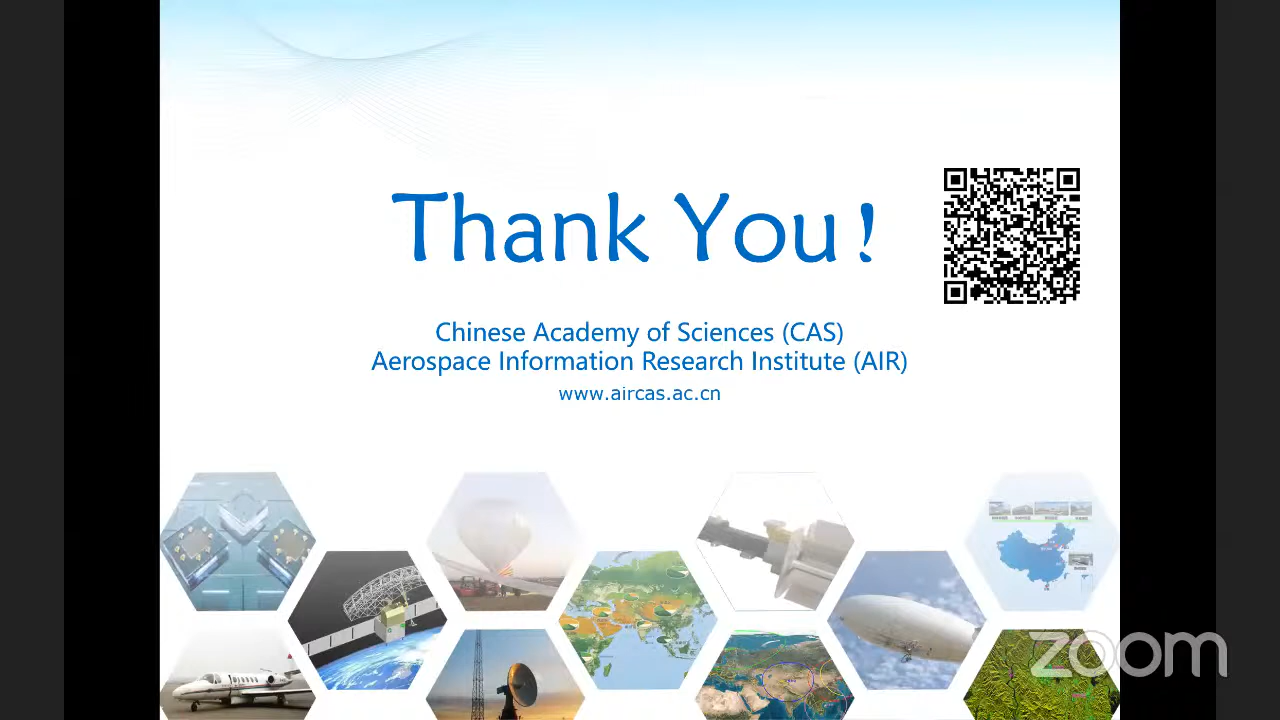 Thank You!
Chinese Academy of Sciences (CAS)
Aerospace Information Research Institute (AIR)
www.aircas.ac.cn
zoom